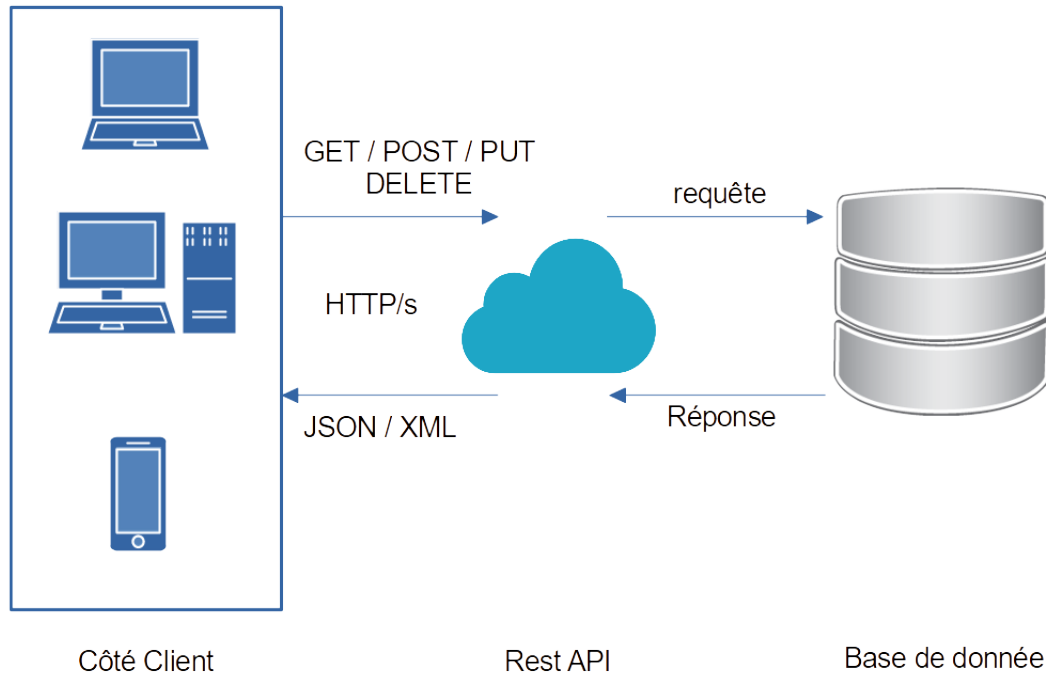 GET / POST / PUT
DELETE
requête
HTTP/s
JSON / XML
Réponse
Côté Client
Rest API
Base de donnée